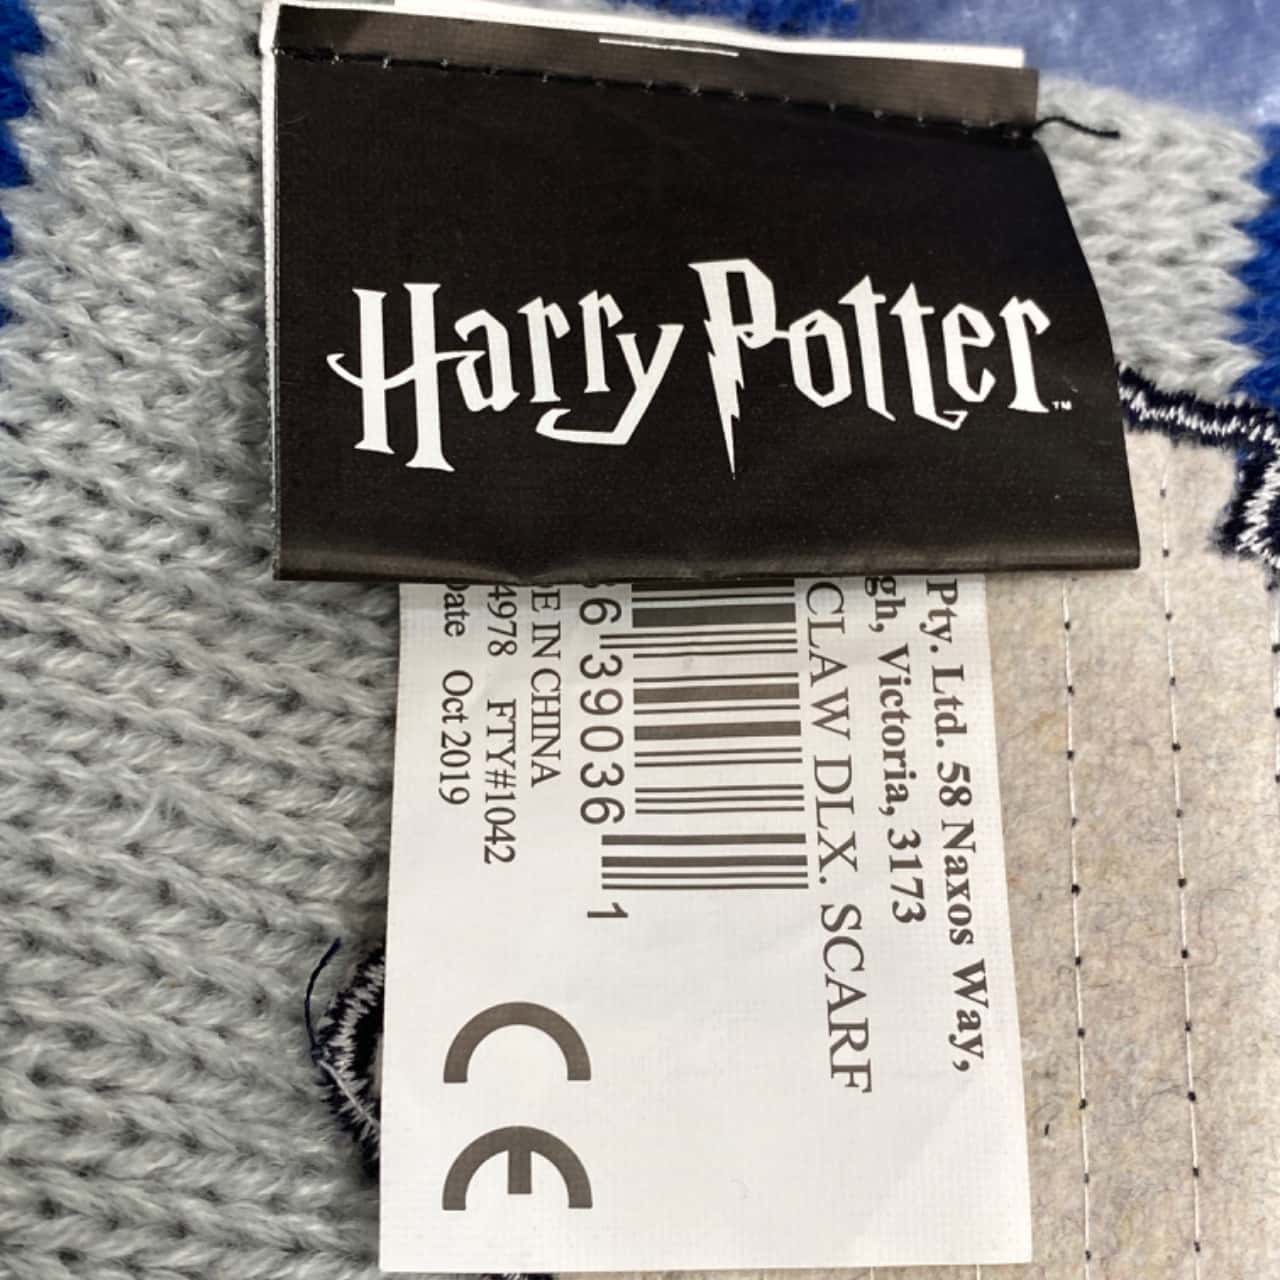 Harry Potter™
Pty. Ltd. 58 Naxos Way,
gh, Victoria, 3173
CLAW DLX. SCARF
6 39036 1
E IN CHINA
4978 FTY#1042
Date Oct 2019
CE